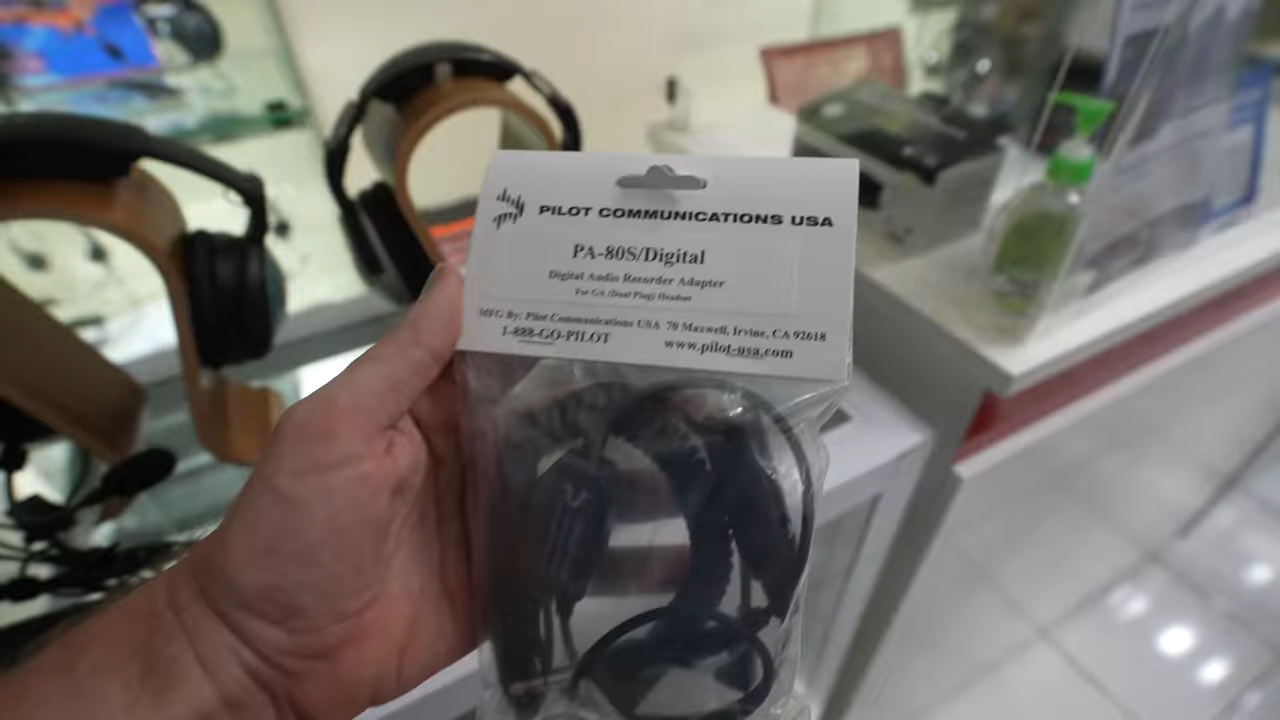 PILOT COMMUNICATIONS USA
PA-80S/Digital
Digital Audio Recorder Adapter
For GA (Dual Plug) Headset
MFG By: Pilot Communications USA 70 Maxwell, Irvine, CA 92618
1-888-GO-PILOT www.pilot-usa.com